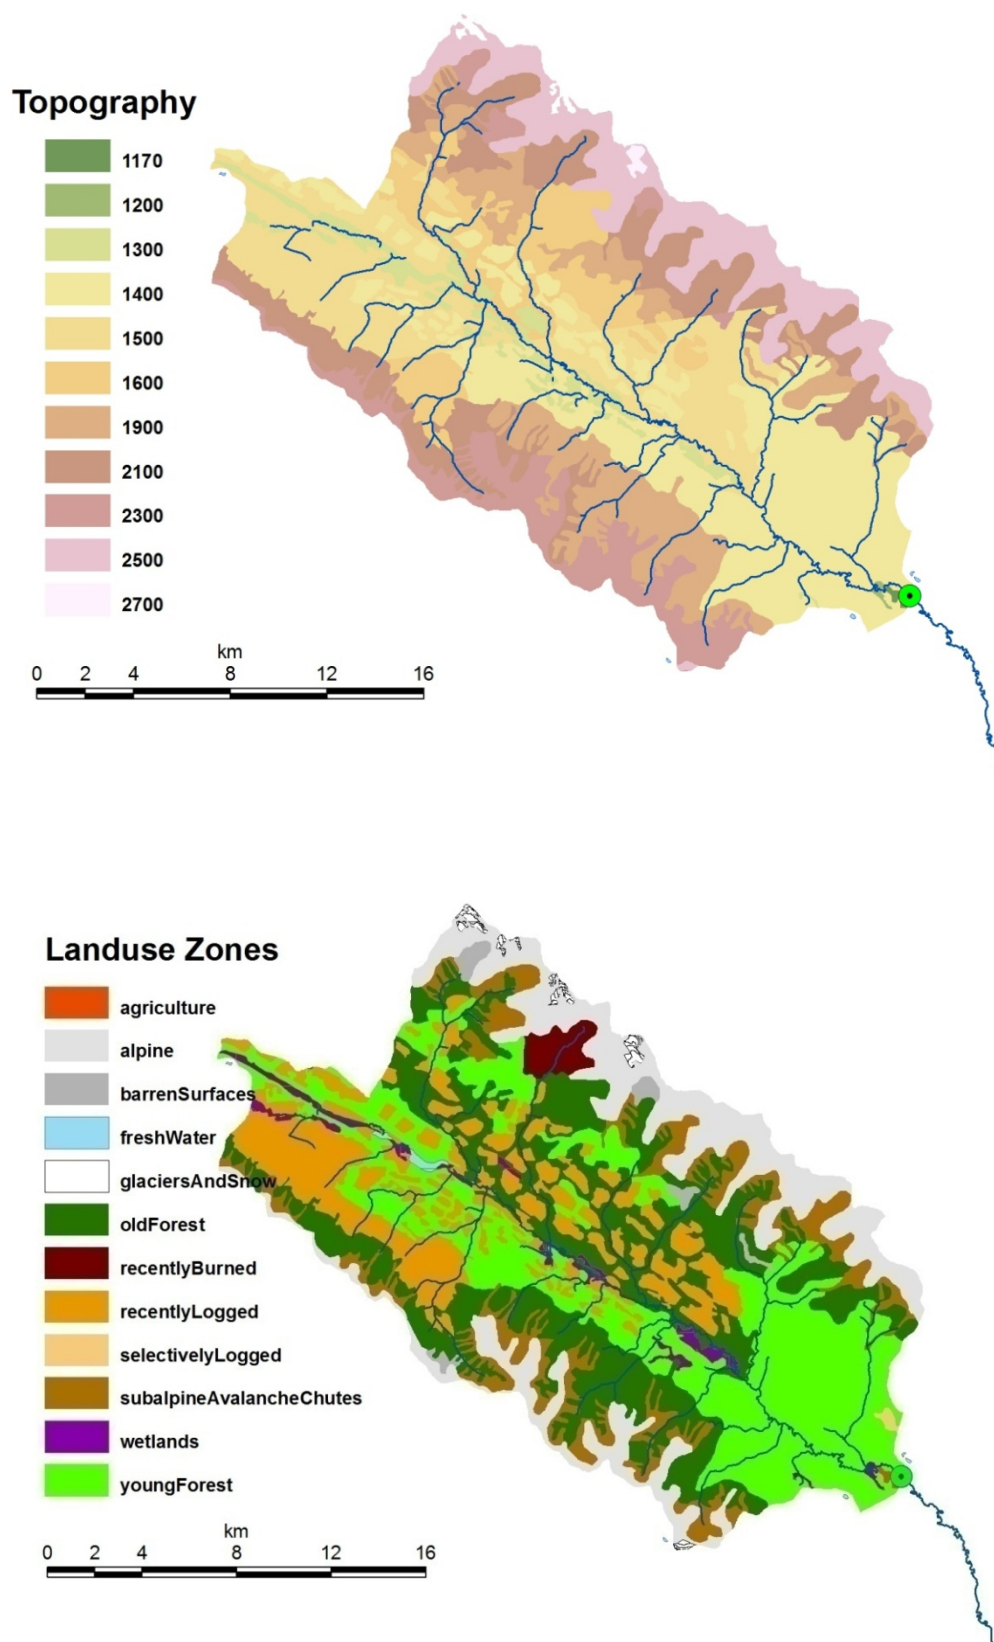 Topography
1170
1200
1300
1400
1500
1600
1900
2100
2300
2500
2700
km
0 2 4 8 12 16
Landuse Zones
agriculture
alpine
barrenSurfaces
freshWater
glaciersAndSnow
oldForest
recentlyBurned
recentlyLogged
selectivelyLogged
subalpineAvalancheChutes
wetlands
youngForest
km
0 2 4 8 12 16